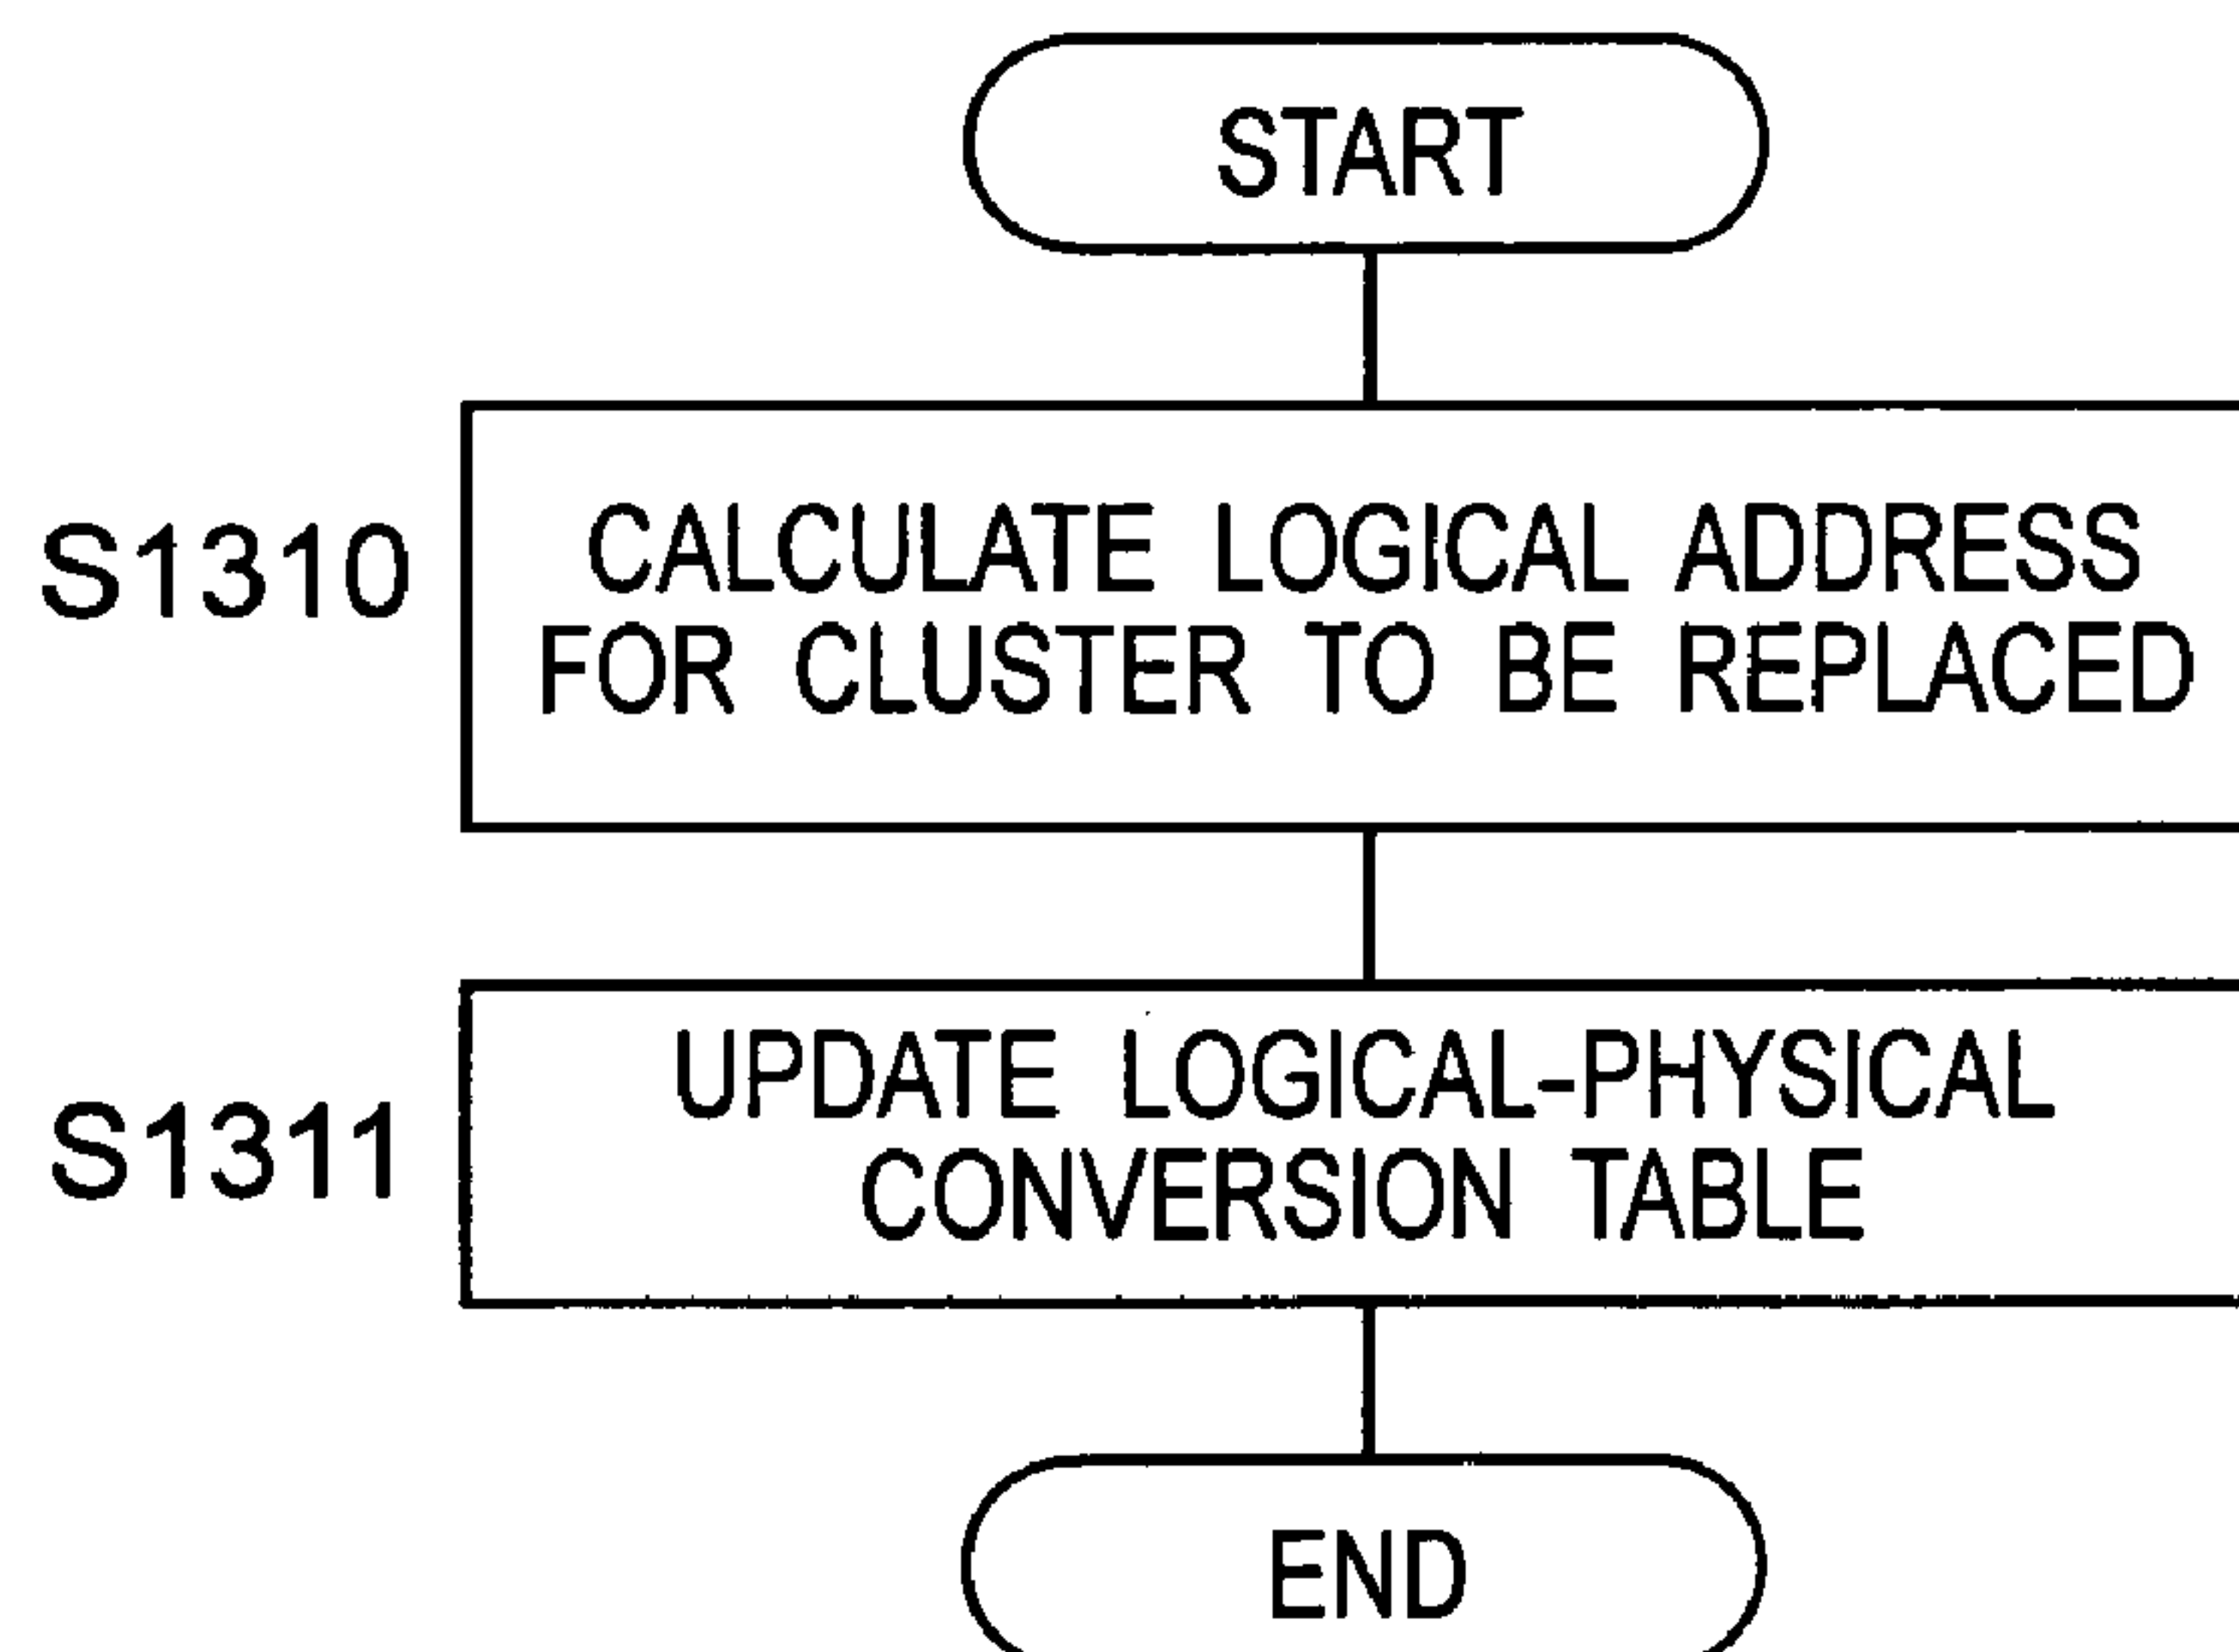 START
S1310
CALCULATE LOGICAL ADDRESS
FOR CLUSTER TO BE REPLACED
S1311
UPDATE LOGICAL-PHYSICAL
CONVERSION TABLE
END